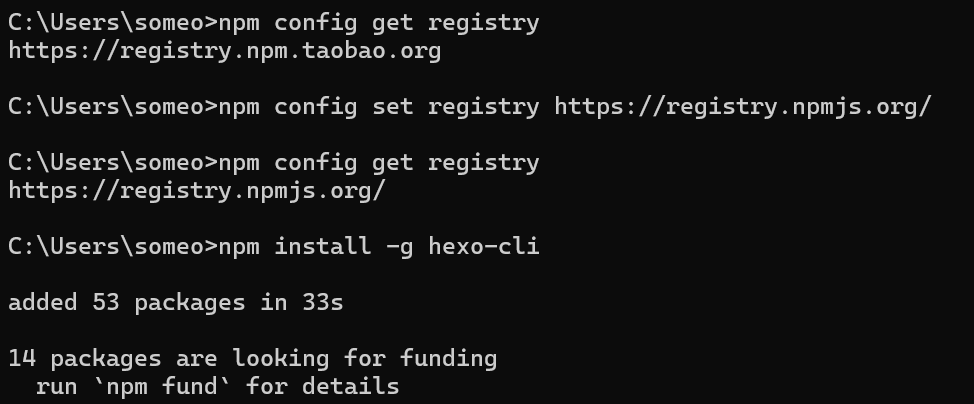 C:\Users\someo>npm config get registry
https://registry.npm.taobao.org
C:\Users\someo>npm config set registry https://registry.npmjs.org/
C:\Users\someo>npm config get registry
https://registry.npmjs.org/
C:\Users\someo>npm install -g hexo-cli
added 53 packages in 33s
14 packages are looking for funding
  run `npm fund` for details